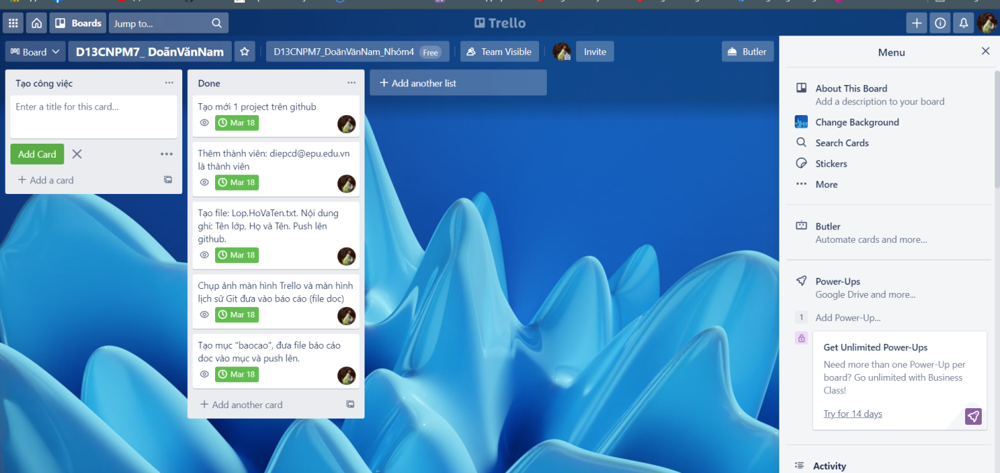 Boards
Jump to...
Trello
Board
D13CNPM7_ DoãnVănNam
D13CNPM7_DoãnVănNam_Nhóm4 Free
Team Visible
Invite
Butler
Tạo công việc
Enter a title for this card...
Add Card
Add a card
Done
Tạo mới 1 project trên github
Mar 18
Thêm thành viên: diepcd@epu.edu.vn
là thành viên
Mar 18
Tạo file: Lop.HoVaTen.txt. Nội dung
ghi: Tên lớp, Họ và Tên. Push lên
github.
Mar 18
Chụp ảnh màn hình Trello và màn hình
lịch sử Git đưa vào báo cáo (file doc)
Mar 18
Tạo mục "baocao", đưa file báo cáo
doc vào mục và push lên.
Mar 18
Add another card
Add another list
Menu
About This Board
Add a description to your board
Change Background
Search Cards
Stickers
More
Butler
Automate cards and more...
Power-Ups
Google Drive and more...
1 Add Power-Up...
Get Unlimited Power-Ups
Need more than one Power-Up per
board? Go unlimited with Business
Class!
Try for 14 days
Activity